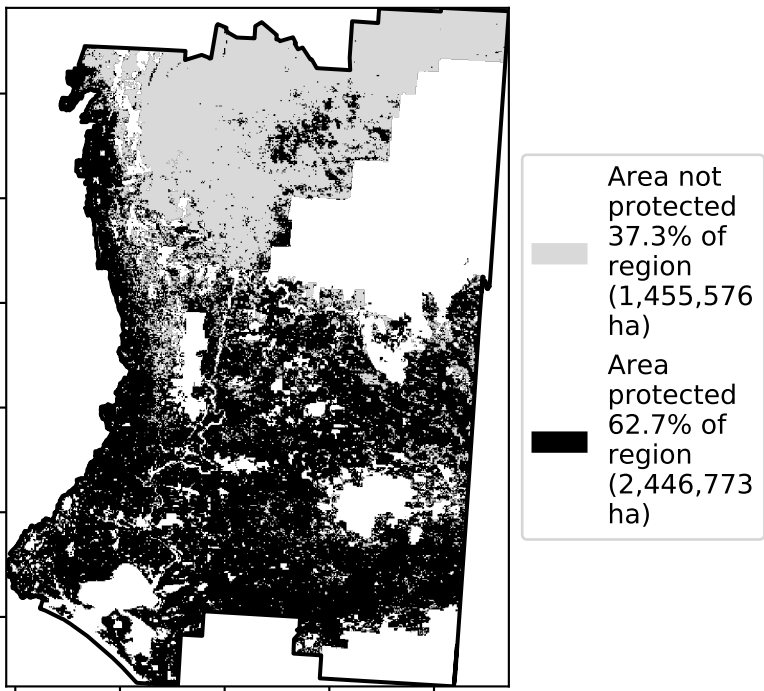 Area not
protected
37.3% of
region
(1,455,576
ha)
Area
protected
62.7% of
region
(2,446,773
ha)